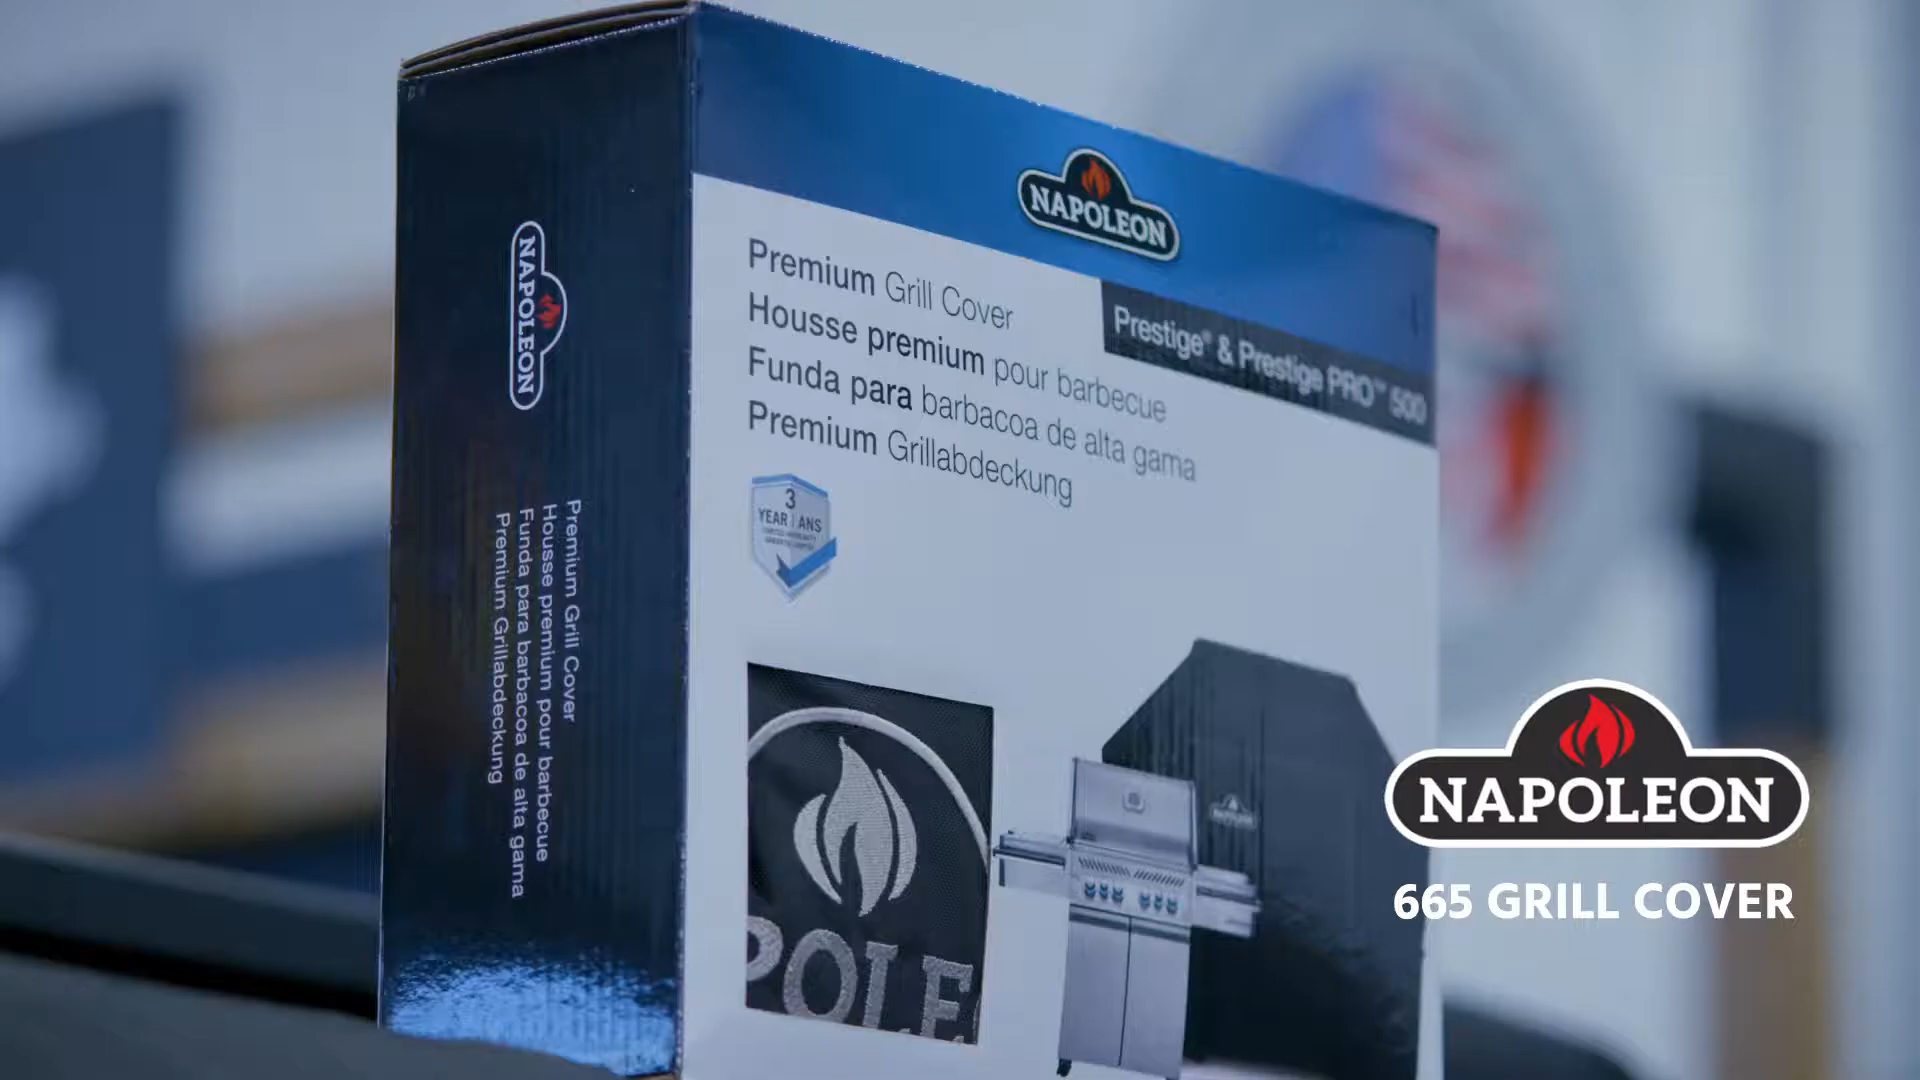 NAPOLEON
Prestige® & Prestige PRO™ 500
Premium Grill Cover
Housse premium pour barbecue
Funda para barbacoa de alta gama
Premium Grillabdeckung
3
YEAR | ANS
POLE
NAPOLEON
Premium Grill Cover
Housse premium pour barbecue
Funda para barbacoa de alta gama
Premium Grillabdeckung
NAPOLEON
665 GRILL COVER